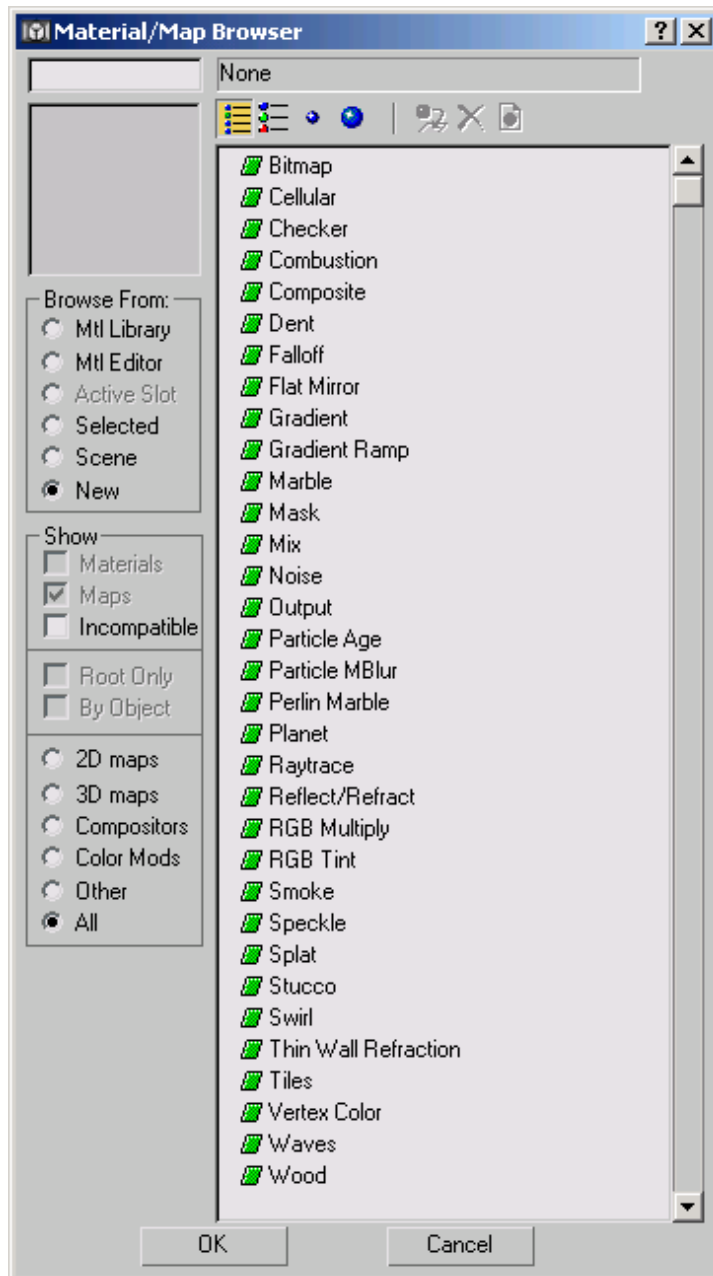 Material/Map Browser
None
Browse From:
Mtl Library
Mtl Editor
Active Slot
Selected
Scene
New
Show
Materials
Maps
Incompatible
Root Only
By Object
2D maps
3D maps
Compositors
Color Mods
Other
All
Bitmap
Cellular
Checker
Combustion
Composite
Dent
Falloff
Flat Mirror
Gradient
Gradient Ramp
Marble
Mask
Mix
Noise
Output
Particle Age
Particle MBlur
Perlin Marble
Planet
Raytrace
Reflect/Refract
RGB Multiply
RGB Tint
Smoke
Speckle
Splat
Stucco
Swirl
Thin Wall Refraction
Tiles
Vertex Color
Waves
Wood
OK
Cancel